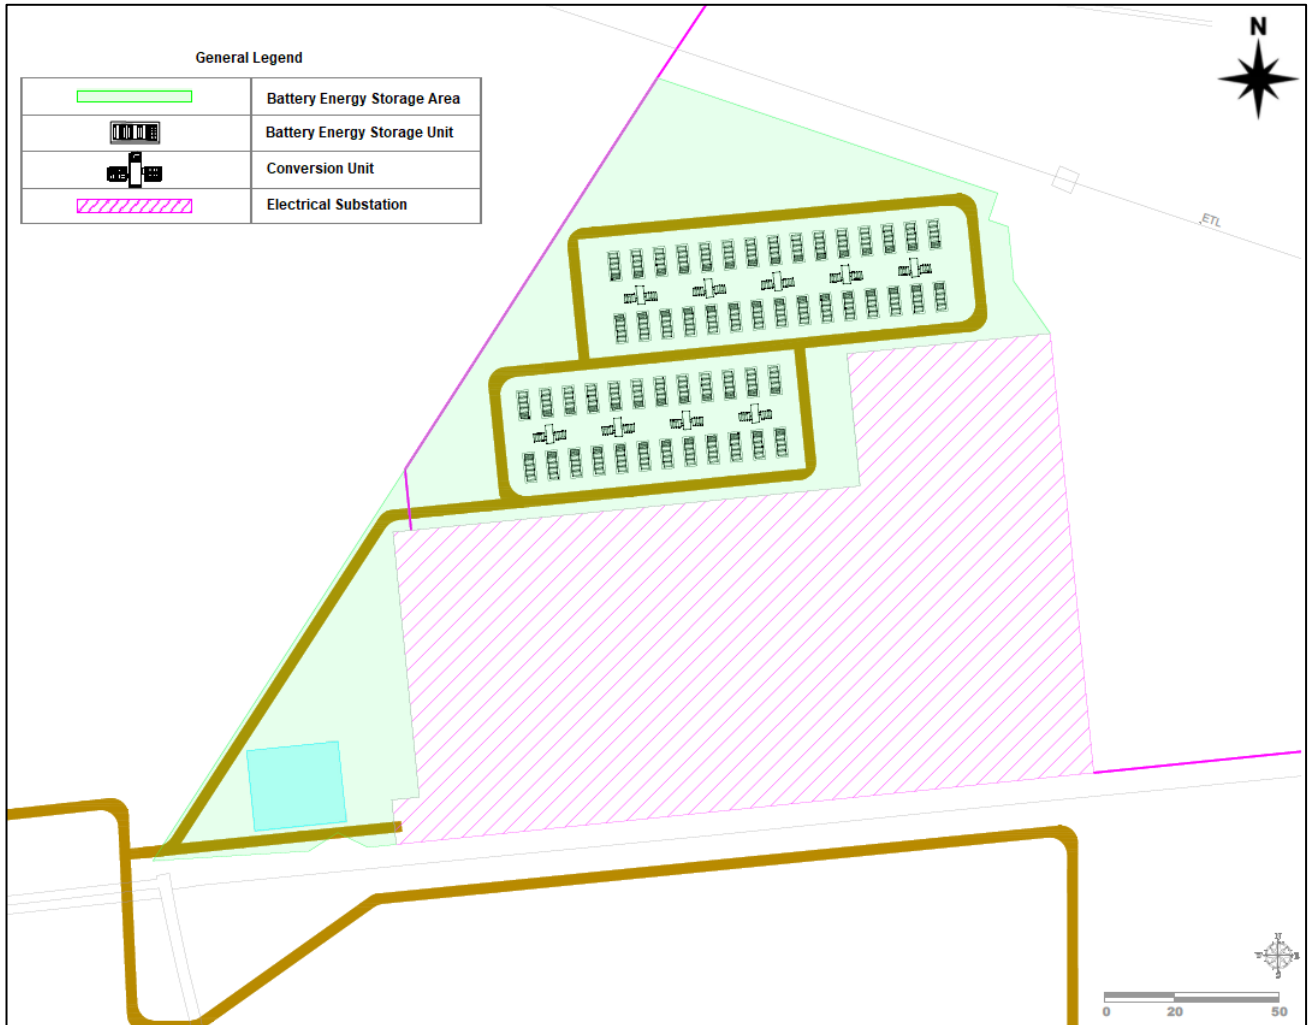 N
General Legend
Battery Energy Storage Area
Battery Energy Storage Unit
Conversion Unit
Electrical Substation
ETL
0 20 50